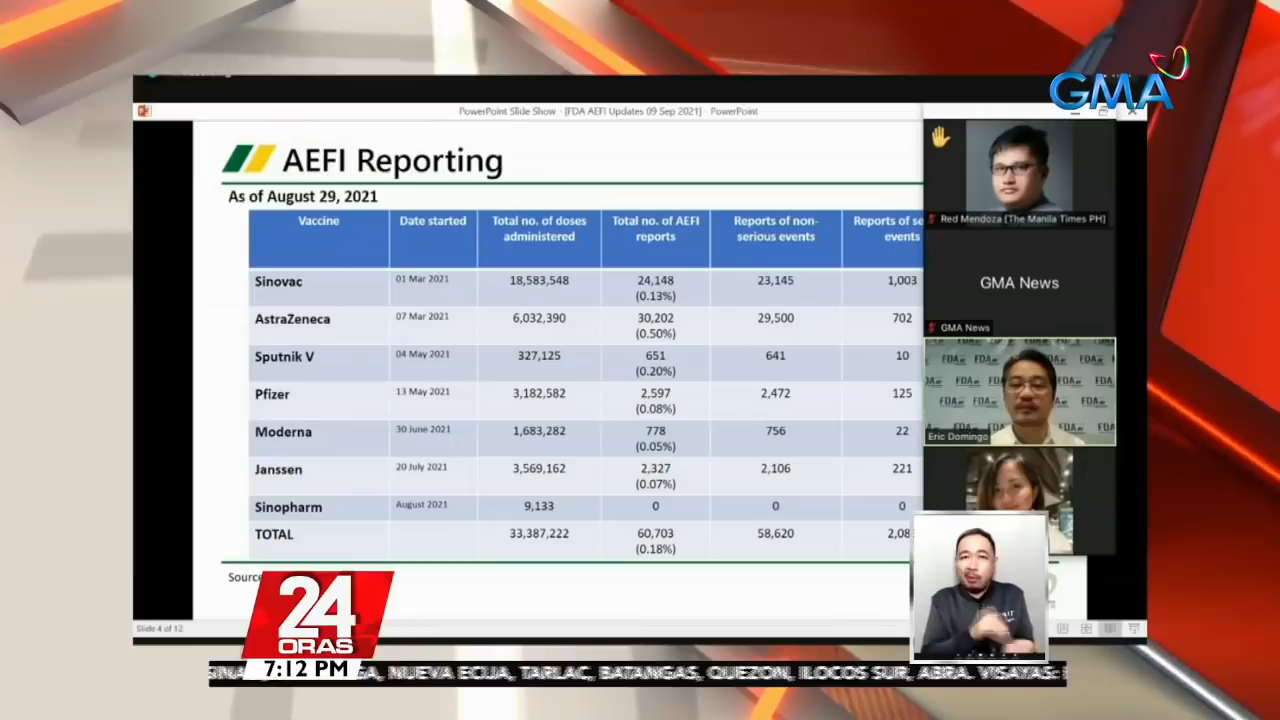 GMA
PowerPoint Slide Show - [FDA AEFI Updates 09 Sep 2021] - PowerPoint
AEFI Reporting
As of August 29, 2021
Vaccine Date started Total no. of doses administered Total no. of AEFI reports Reports of non-serious events Reports of se events
Sinovac 01 Mar 2021 18,583,548 24,148 (0.13%) 23,145 1,003
AstraZeneca 07 Mar 2021 6,032,390 30,202 (0.50%) 29,500 702
Sputnik V 04 May 2021 327,125 651 (0.20%) 641 10
Pfizer 13 May 2021 3,182,582 2,597 (0.08%) 2,472 125
Moderna 30 June 2021 1,683,282 778 (0.05%) 756 22
Janssen 20 July 2021 3,569,162 2,327 (0.07%) 2,106 221
Sinopharm August 2021 9,133 0 0 0
TOTAL 33,387,222 60,703 (0.18%) 58,620 2,08
Source
Slide 4 of 12
Red Mendoza [The Manila Times PH]
GMA News
GMA News
FDA FDA FDA
FDA FDA
Eric Domingo
24
ORAS
7:12 PM
NUEVA ECIJA, TARLAC, BATANGAS, QUEZON, ILOCOS SUR, ABRA. VISAYAS: